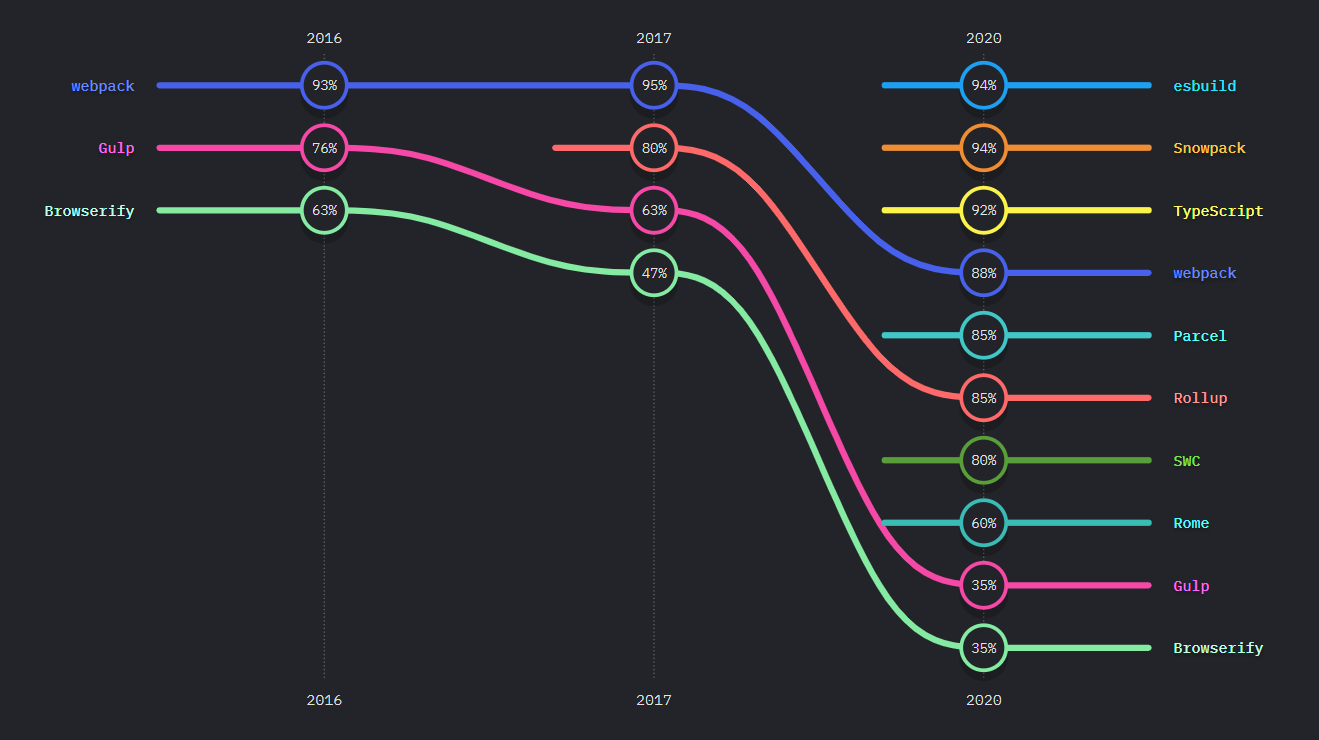 2016 2017 2020
webpack 93% 95% 94% esbuild
Gulp 76% 80% 94% Snowpack
Browserify 63% 63% 92% TypeScript
47% 88% webpack
85% Parcel
85% Rollup
80% SWC
60% Rome
35% Gulp
35% Browserify
2016 2017 2020